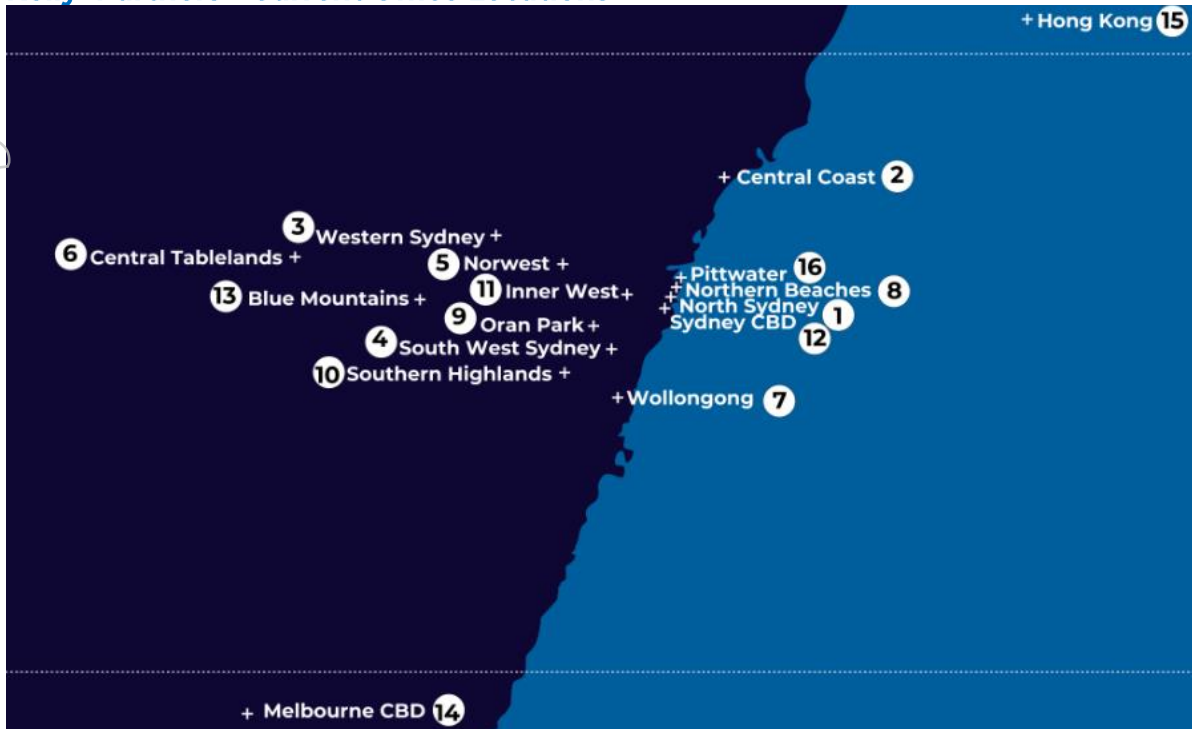 + Hong Kong 15
+ Central Coast 2
3 Western Sydney +
6 Central Tablelands +
5 Norwest +
+ Pittwater 16
13 Blue Mountains +
11 Inner West +
+ Northern Beaches 8
+ North Sydney 1
9 Oran Park +
+ Sydney CBD 12
4 South West Sydney +
10 Southern Highlands +
+ Wollongong 7
+ Melbourne CBD 14